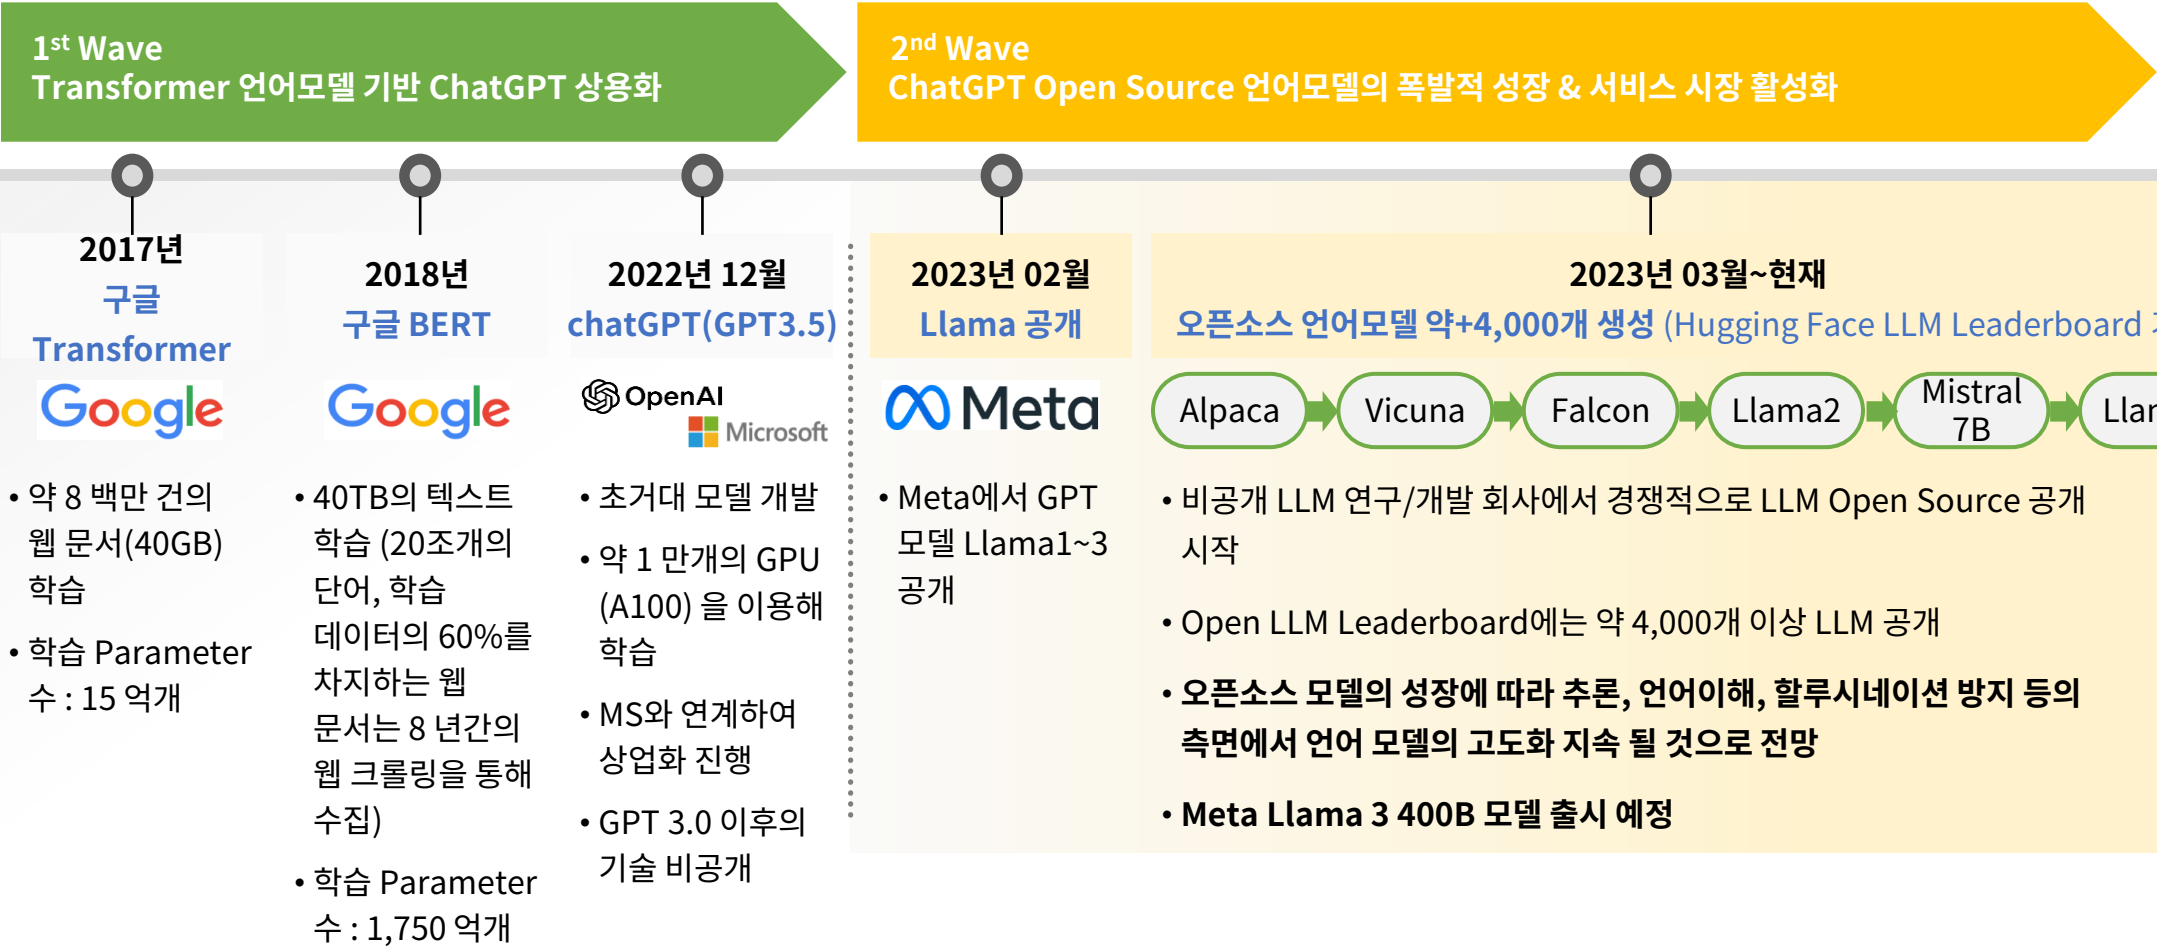 1st Wave
Transformer 언어모델 기반 ChatGPT 상용화
2nd Wave
ChatGPT Open Source 언어모델의 폭발적 성장 & 서비스 시장 활성화
2017년
구글
Transformer
Google
• 약 8 백만 건의
웹 문서(40GB)
학습
• 학습 Parameter
수 : 15 억개
2018년
구글 BERT
Google
• 40TB의 텍스트
학습 (20조개의
단어, 학습
데이터의 60%를
차지하는 웹
문서는 8 년간의
웹 크롤링을 통해
수집)
• 학습 Parameter
수 : 1,750 억개
2022년 12월
chatGPT(GPT3.5)
OpenAI
Microsoft
• 초거대 모델 개발
• 약 1 만개의 GPU
(A100) 을 이용해
학습
• MS와 연계하여
상업화 진행
• GPT 3.0 이후의
기술 비공개
2023년 02월
Llama 공개
Meta
• Meta에서 GPT
모델 Llama1~3
공개
2023년 03월~현재
오픈소스 언어모델 약+4,000개 생성 (Hugging Face LLM Leaderboard
Alpaca
Vicuna
Falcon
Llama2
Mistral
7B
• 비공개 LLM 연구/개발 회사에서 경쟁적으로 LLM Open Source 공개
시작
• Open LLM Leaderboard에는 약 4,000개 이상 LLM 공개
• 오픈소스 모델의 성장에 따라 추론, 언어이해, 할루시네이션 방지 등의
측면에서 언어 모델의 고도화 지속 될 것으로 전망
• Meta Llama 3 400B 모델 출시 예정